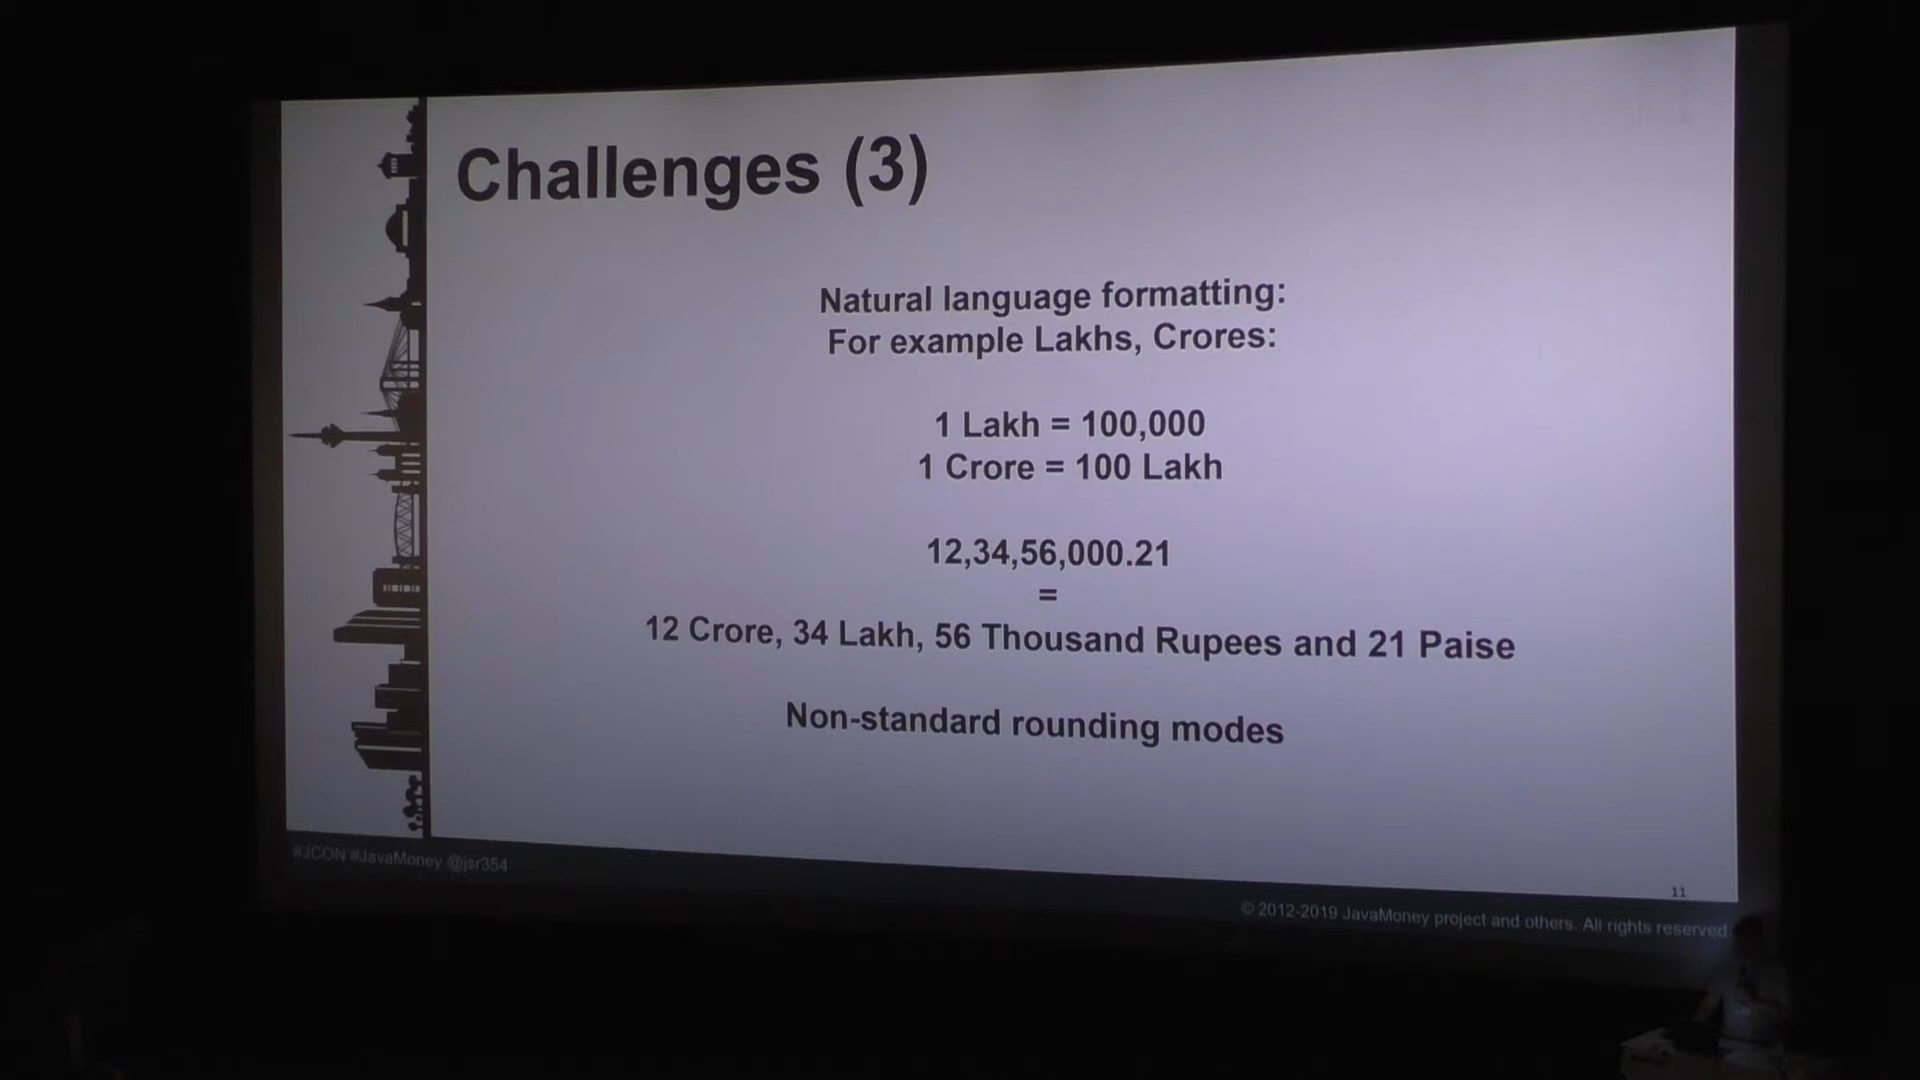 Challenges (3)
Natural language formatting:
For example Lakhs, Crores:
1 Lakh = 100,000
1 Crore = 100 Lakh
12,34,56,000.21
=
12 Crore, 34 Lakh, 56 Thousand Rupees and 21 Paise
Non-standard rounding modes
#JCON #JavaMoney @jsr354
11
© 2012-2019 JavaMoney project and others. All rights reserved